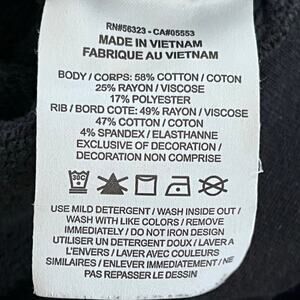 RN#56323 - CA#05553
MADE IN VIETNAM
FABRIQUE AU VIETNAM
BODY / CORPS: 58% COTTON / COTON
25% RAYON / VISCOSE
17% POLYESTER
RIB / BORD COTE: 49% RAYON / VISCOSE
47% COTTON / COTON
4% SPANDEX / ELASTHANNE
EXCLUSIVE OF DECORATION /
DECORATION NON COMPRISE
30C
USE MILD DETERGENT / WASH INSIDE OUT /
WASH WITH LIKE COLORS / REMOVE
IMMEDIATELY / DO NOT IRON DESIGN
UTILISER UN DETERGENT DOUX / LAVER A
L'ENVERS / LAVER AVEC COULEURS
SIMILAIRES / ENLEVER IMMEDIATEMENT / NE
PAS REPASSER LE DESSIN